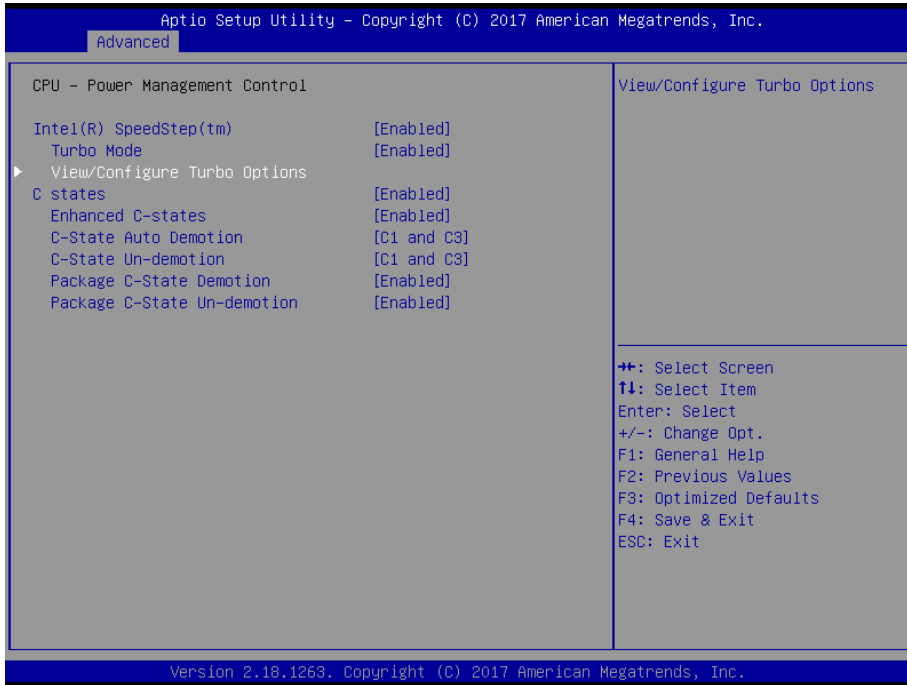 Aptio Setup Utility – Copyright (C) 2017 American Megatrends, Inc.
Advanced
CPU – Power Management Control
Intel(R) SpeedStep(tm) [Enabled]
Turbo Mode [Enabled]
View/Configure Turbo Options
C states [Enabled]
Enhanced C-states [Enabled]
C-State Auto Demotion [C1 and C3]
C-State Un-demotion [C1 and C3]
Package C-State Demotion [Enabled]
Package C-State Un-demotion [Enabled]
View/Configure Turbo Options
→←: Select Screen
↑↓: Select Item
Enter: Select
+/-: Change Opt.
F1: General Help
F2: Previous Values
F3: Optimized Defaults
F4: Save & Exit
ESC: Exit
Version 2.18.1263. Copyright (C) 2017 American Megatrends, Inc.